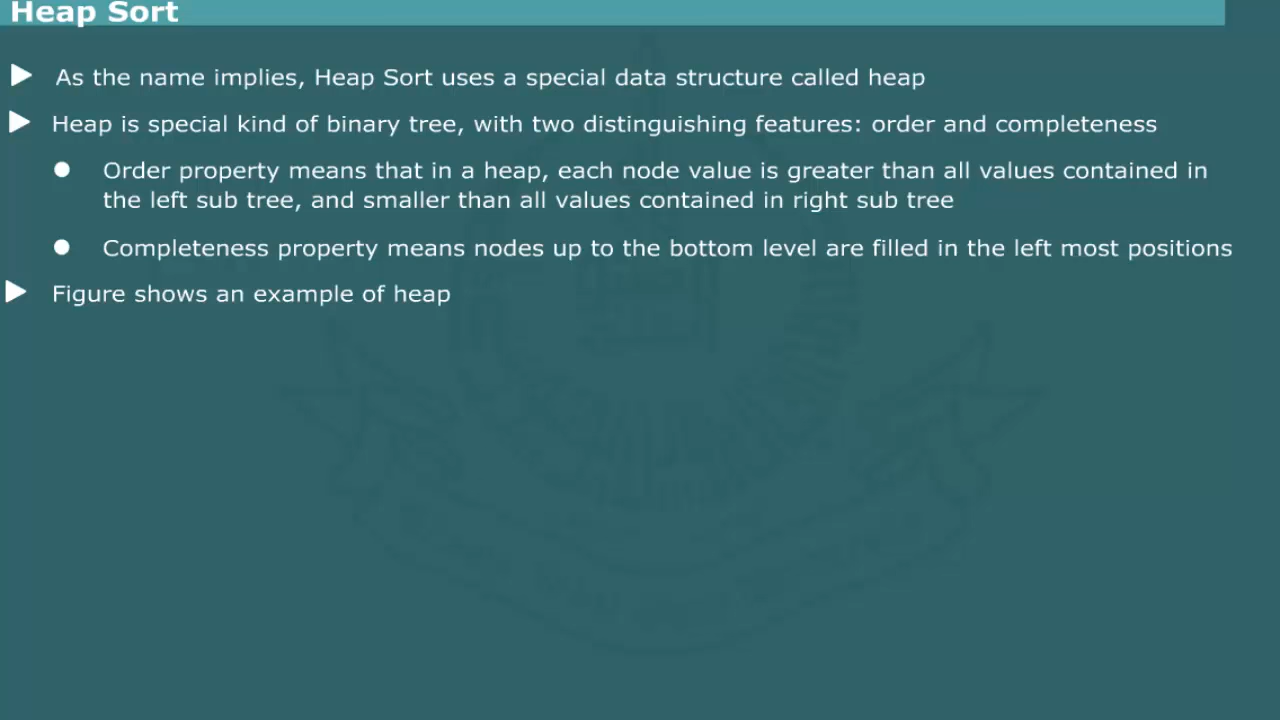 Heap Sort
As the name implies, Heap Sort uses a special data structure called heap
Heap is special kind of binary tree, with two distinguishing features: order and completeness
Order property means that in a heap, each node value is greater than all values contained in
the left sub tree, and smaller than all values contained in right sub tree
Completeness property means nodes up to the bottom level are filled in the left most positions
Figure shows an example of heap